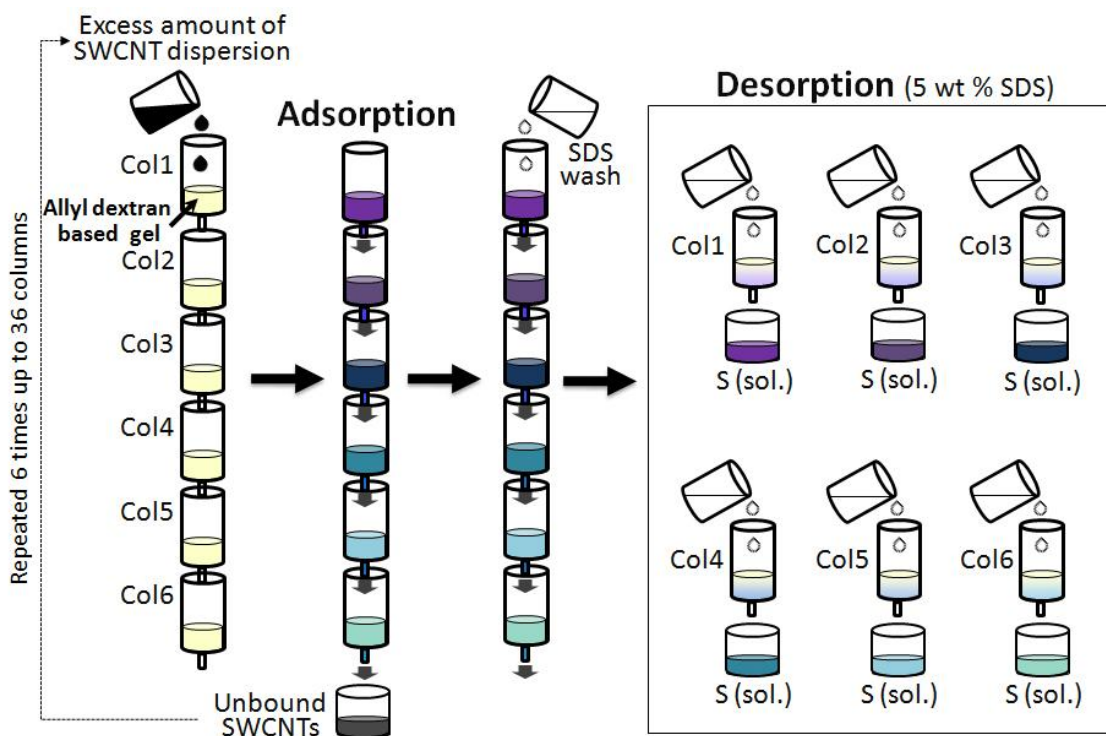 Excess amount of
SWCNT dispersion
Adsorption
Desorption (5 wt % SDS)
SDS
wash
Col1
Allyl dextran
based gel
Col2
Col3
Col4
Col5
Col6
Repeated 6 times up to 36 columns
Unbound
SWCNTs
Col1
Col2
Col3
S (sol.)
S (sol.)
S (sol.)
Col4
Col5
Col6
S (sol.)
S (sol.)
S (sol.)